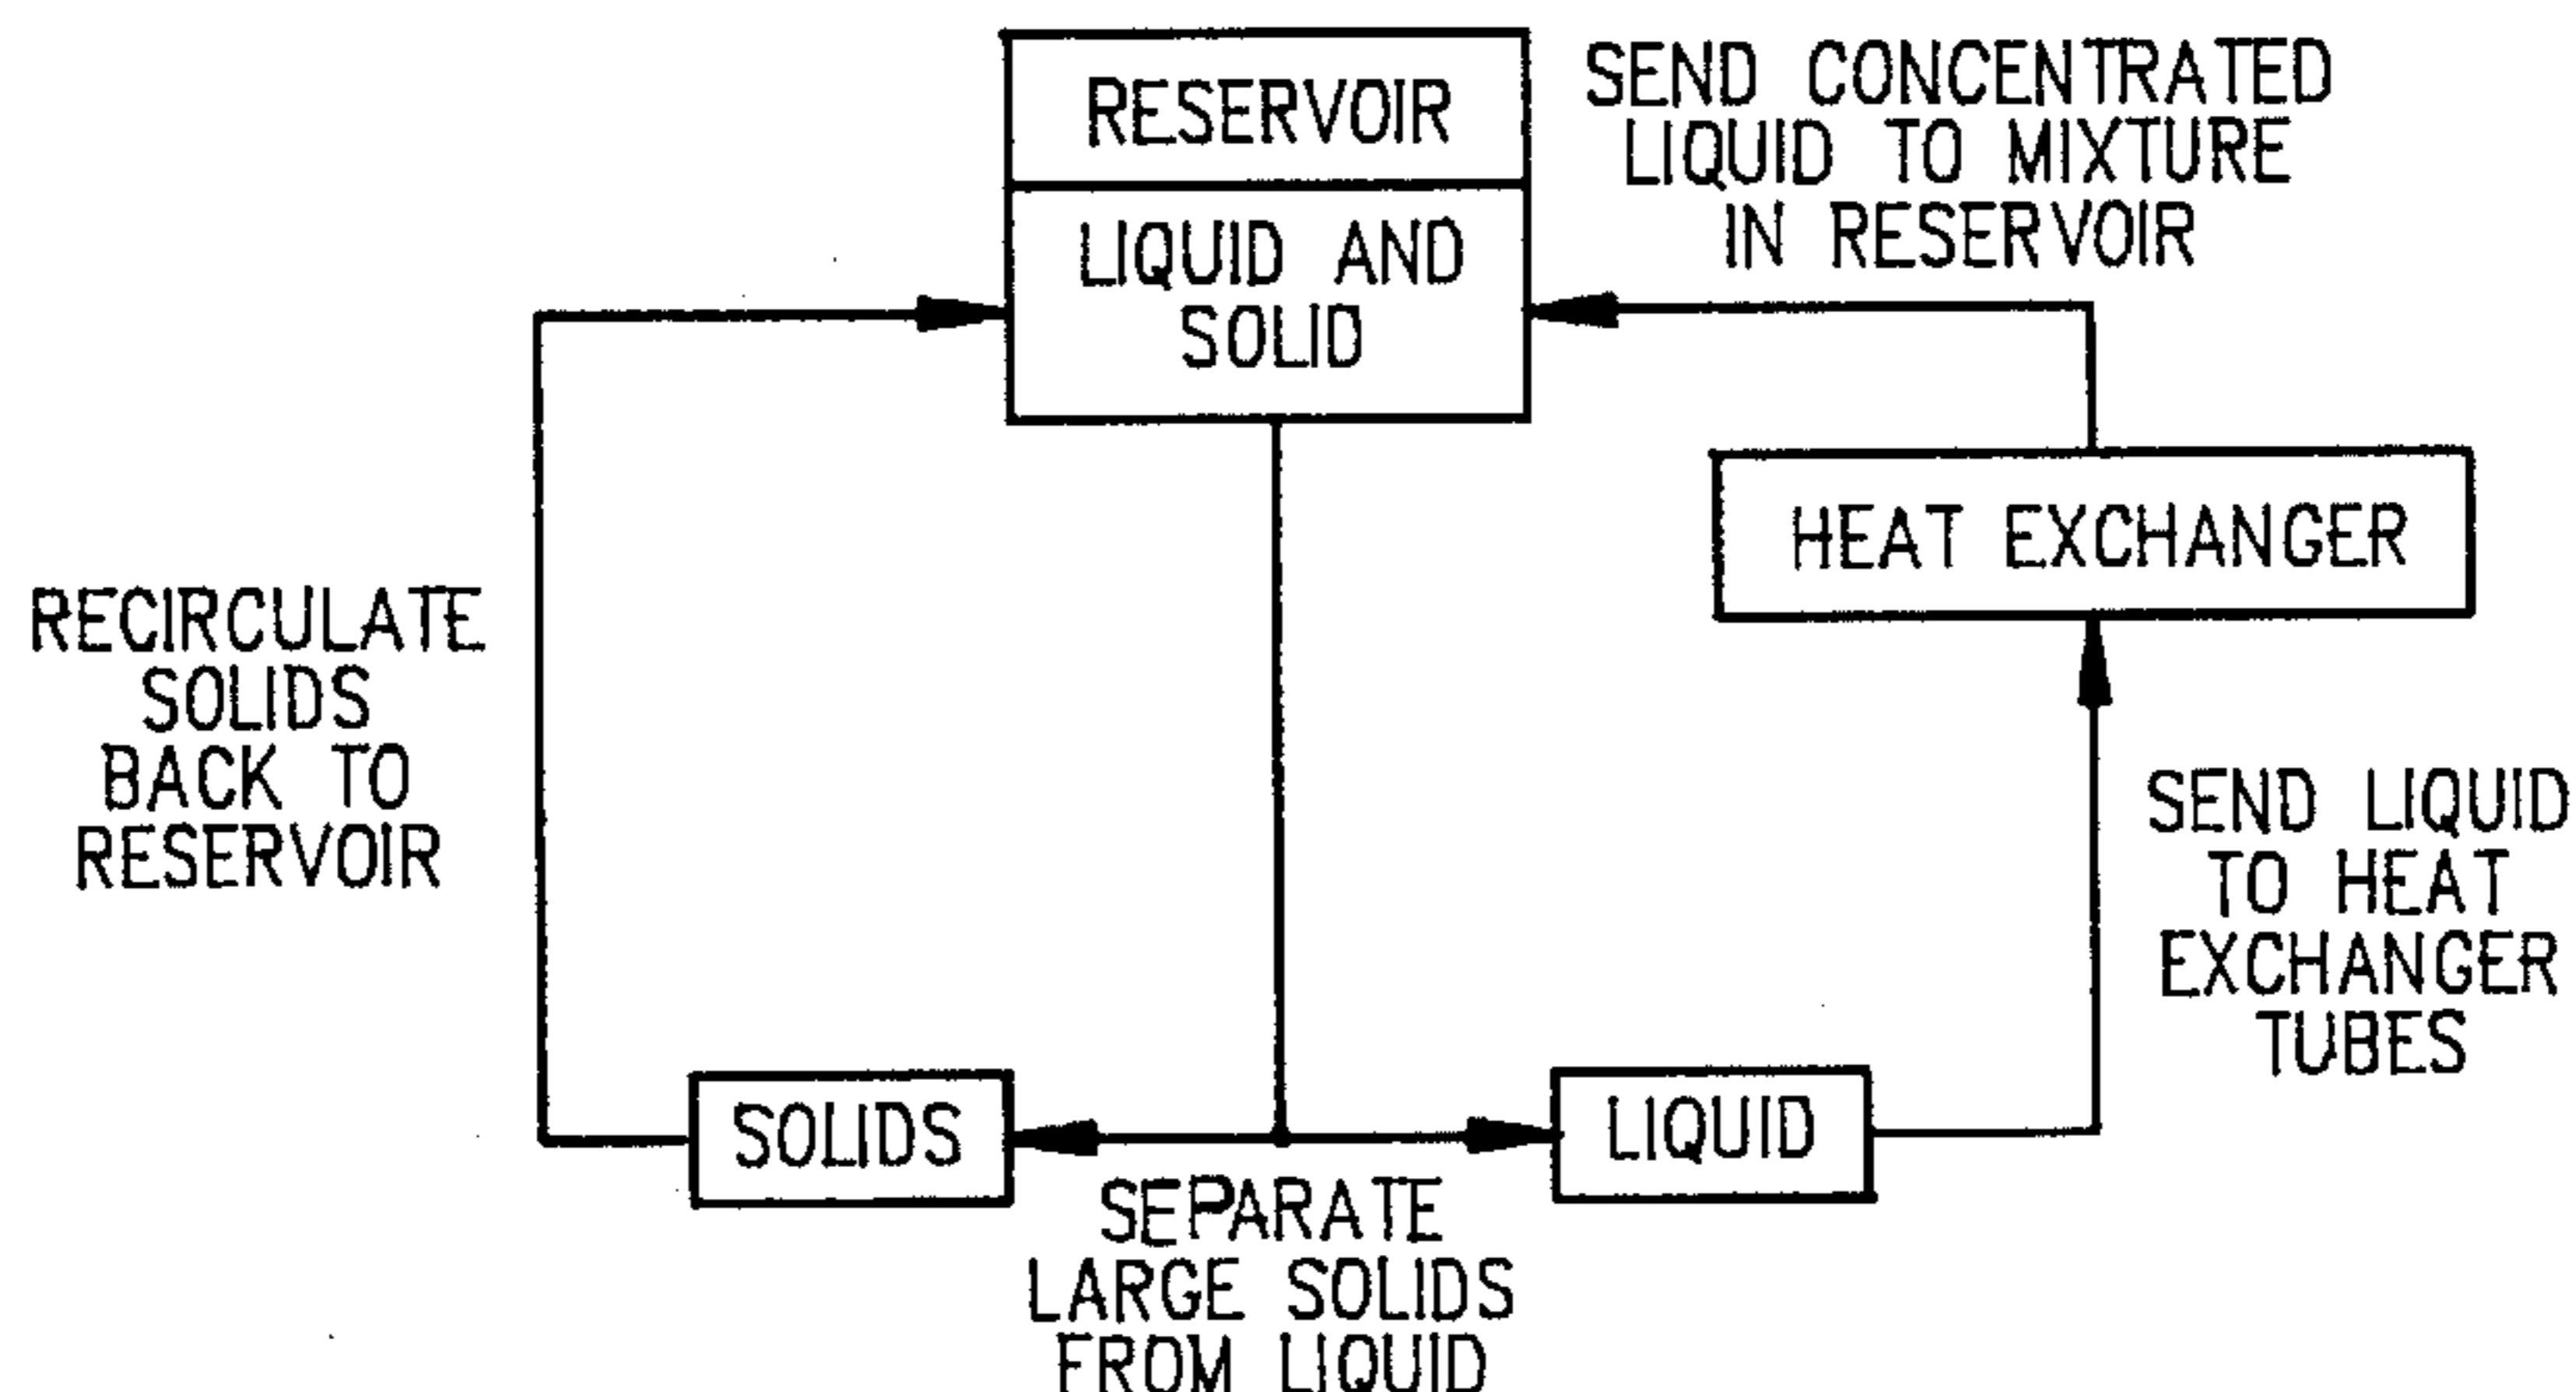 RESERVOIR
LIQUID AND
SOLID
SEND CONCENTRATED
LIQUID TO MIXTURE
IN RESERVOIR
HEAT EXCHANGER
RECIRCULATE
SOLIDS
BACK TO
RESERVOIR
SEND LIQUID
TO HEAT
EXCHANGER
TUBES
SOLIDS
LIQUID
SEPARATE
LARGE SOLIDS
FROM LIQUID